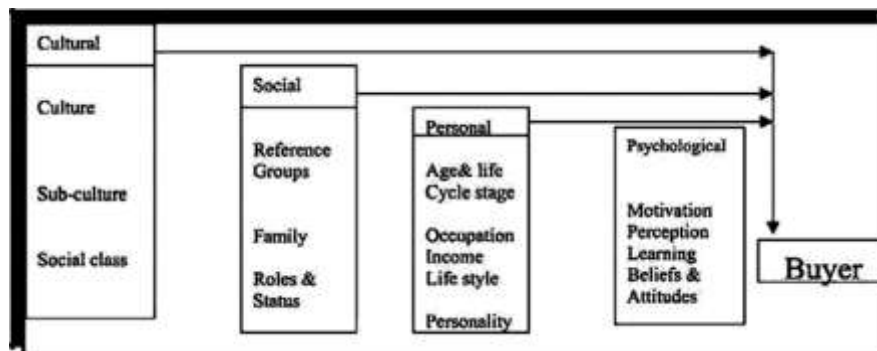 Cultural
Culture
Sub-culture
Social class
Social
Reference
Groups
Family
Roles &
Status
Personal
Age& life
Cycle stage
Occupation
Income
Life style
Personality
Psychological
Motivation
Perception
Learning
Beliefs &
Attitudes
Buyer